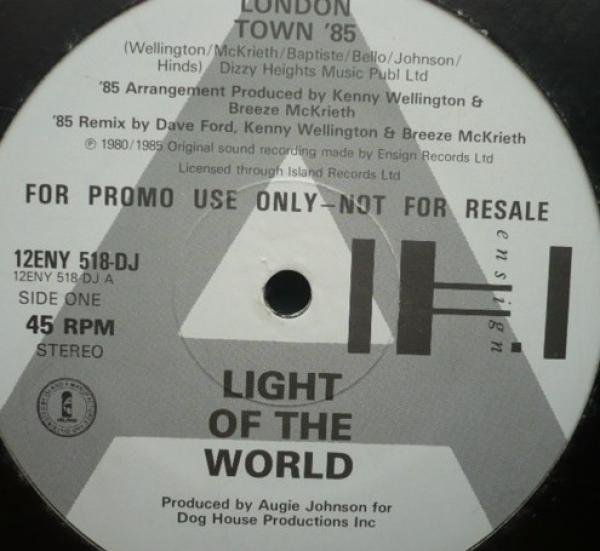 LONDON
TOWN '85
(Wellington/McKrieth/Baptiste/Bello/Johnson/
Hinds) Dizzy Heights Music Publ Ltd
'85 Arrangement Produced by Kenny Wellington &
Breeze McKrieth
'85 Remix by Dave Ford, Kenny Wellington & Breeze McKrieth
℗ 1980/1985 Original sound recording made by Ensign Records Ltd
Licensed through Island Records Ltd
FOR PROMO USE ONLY–NOT FOR RESALE
12ENY 518-DJ
12ENY 518 DJ A
SIDE ONE
45 RPM
STEREO
ensign
LIGHT
OF THE
WORLD
Produced by Augie Johnson for
Dog House Productions Inc